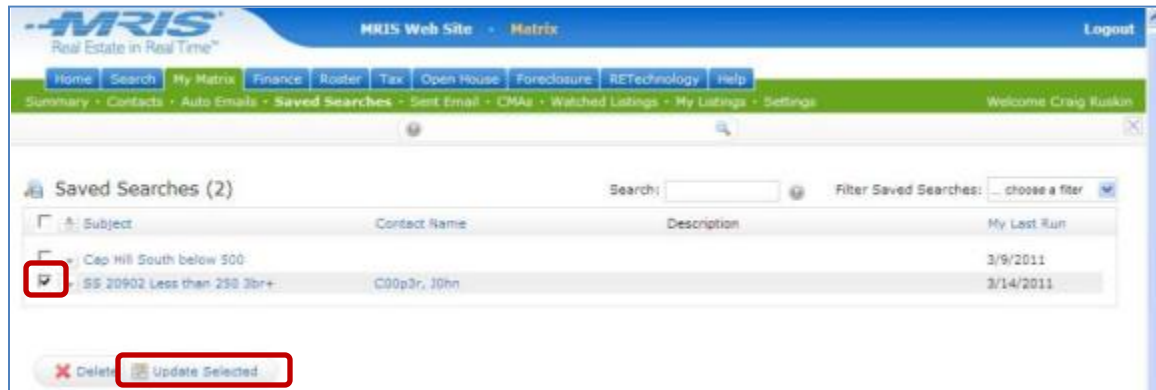 MRIS
Real Estate in Real Time™
MRIS Web Site - Matrix
Logout
Home Search My Matrix Finance Roster Tax Open House Foreclosure RETechnology Help
Summary • Contacts • Auto Emails • Saved Searches • Sent Email • CMAs • Watched Listings • My Listings • Settings
Welcome Craig Ruskin
Saved Searches (2)
Search:
Filter Saved Searches: ... choose a filter
Subject Contact Name Description My Last Run
Cap Hill South below 500 3/9/2011
SS 20902 Less than 250 3br+ C00p3r, J0hn 3/14/2011
Delete Update Selected